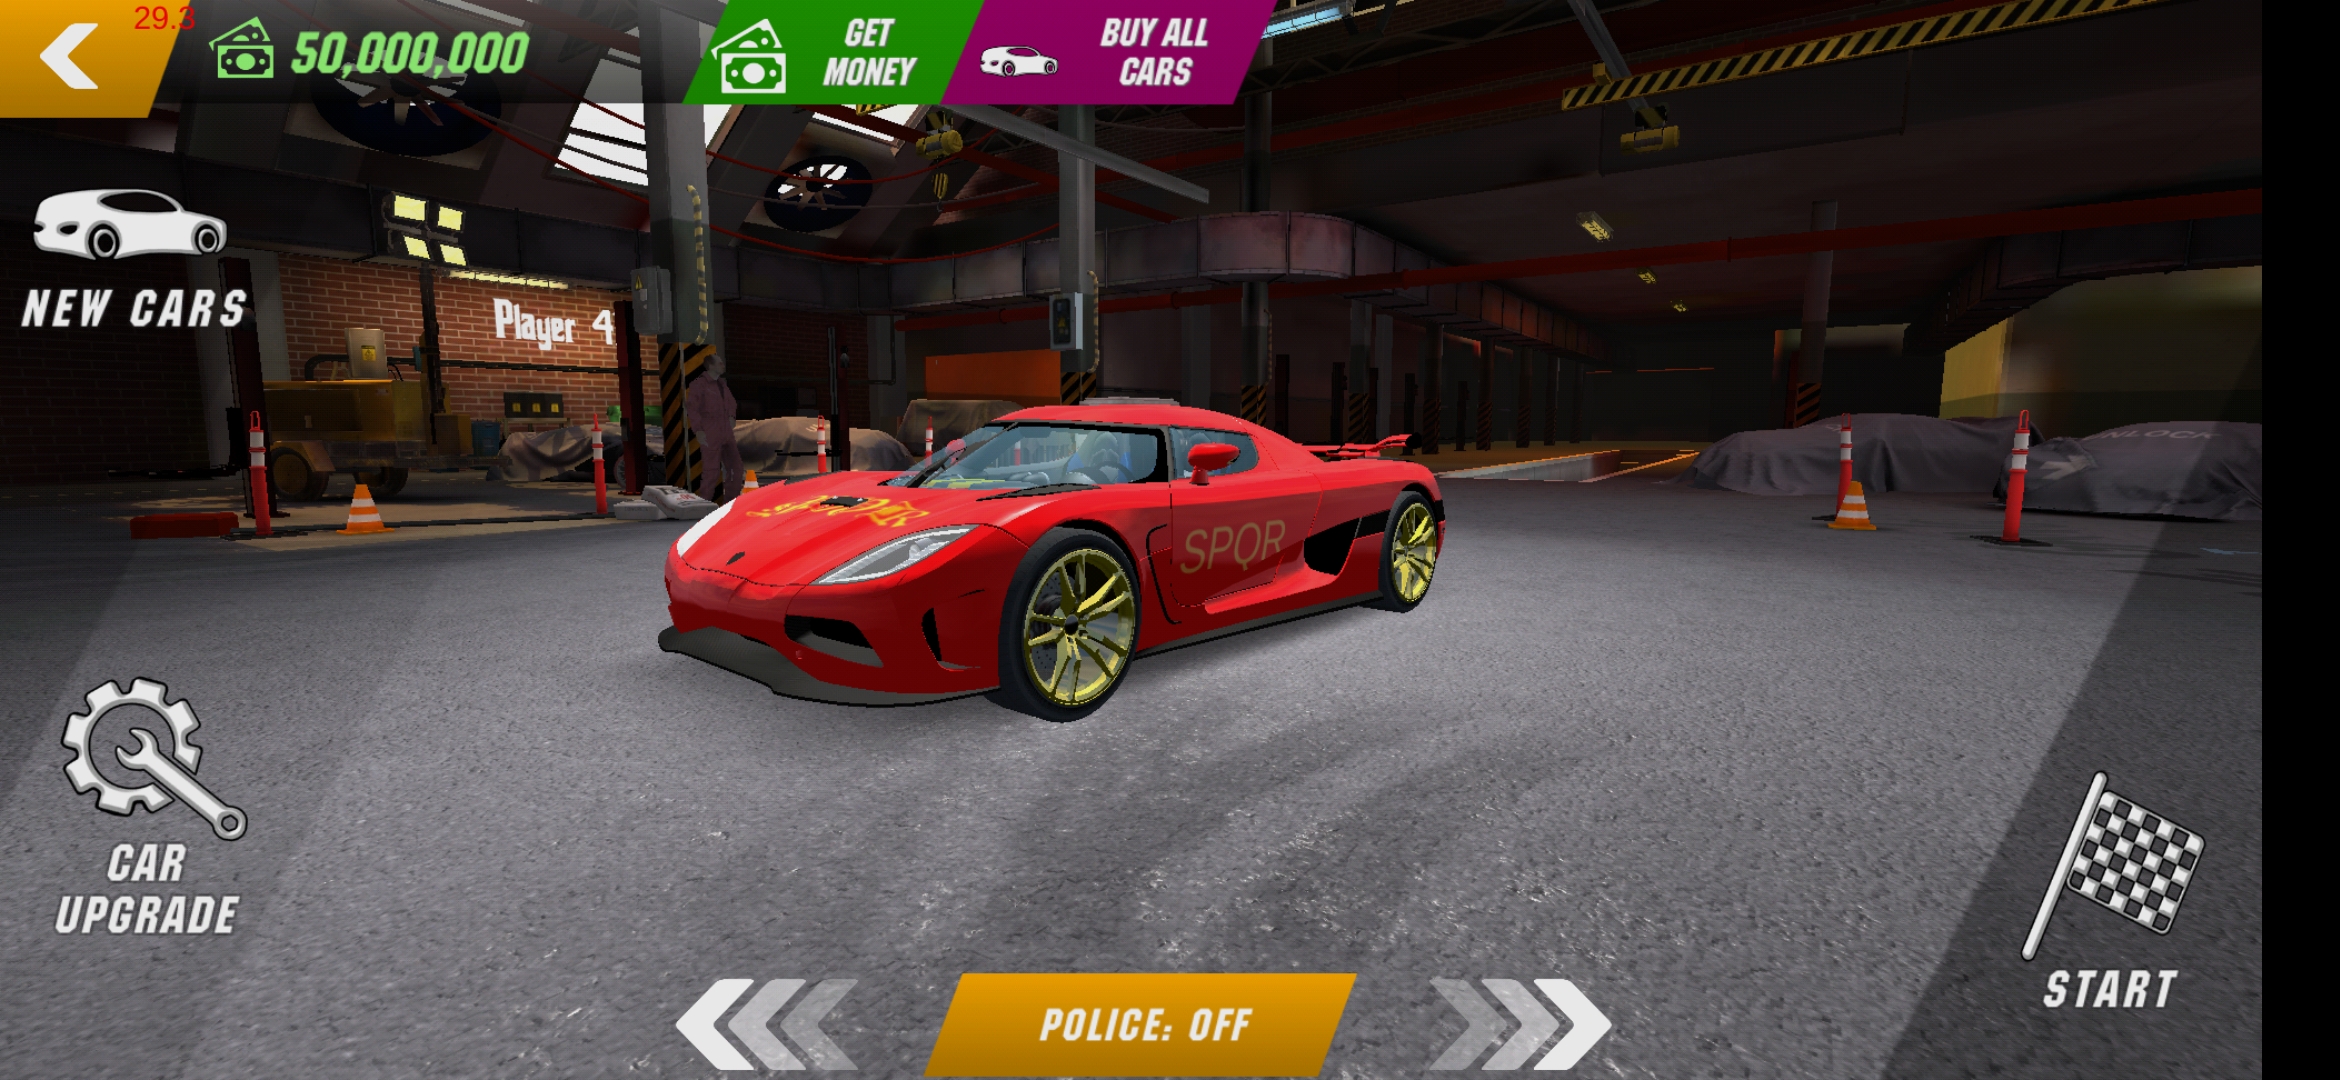 29.3
50,000,000
GET
MONEY
BUY ALL
CARS
NEW CARS
Player 4
SPQR
UNLOCK
CAR
UPGRADE
START
POLICE: OFF